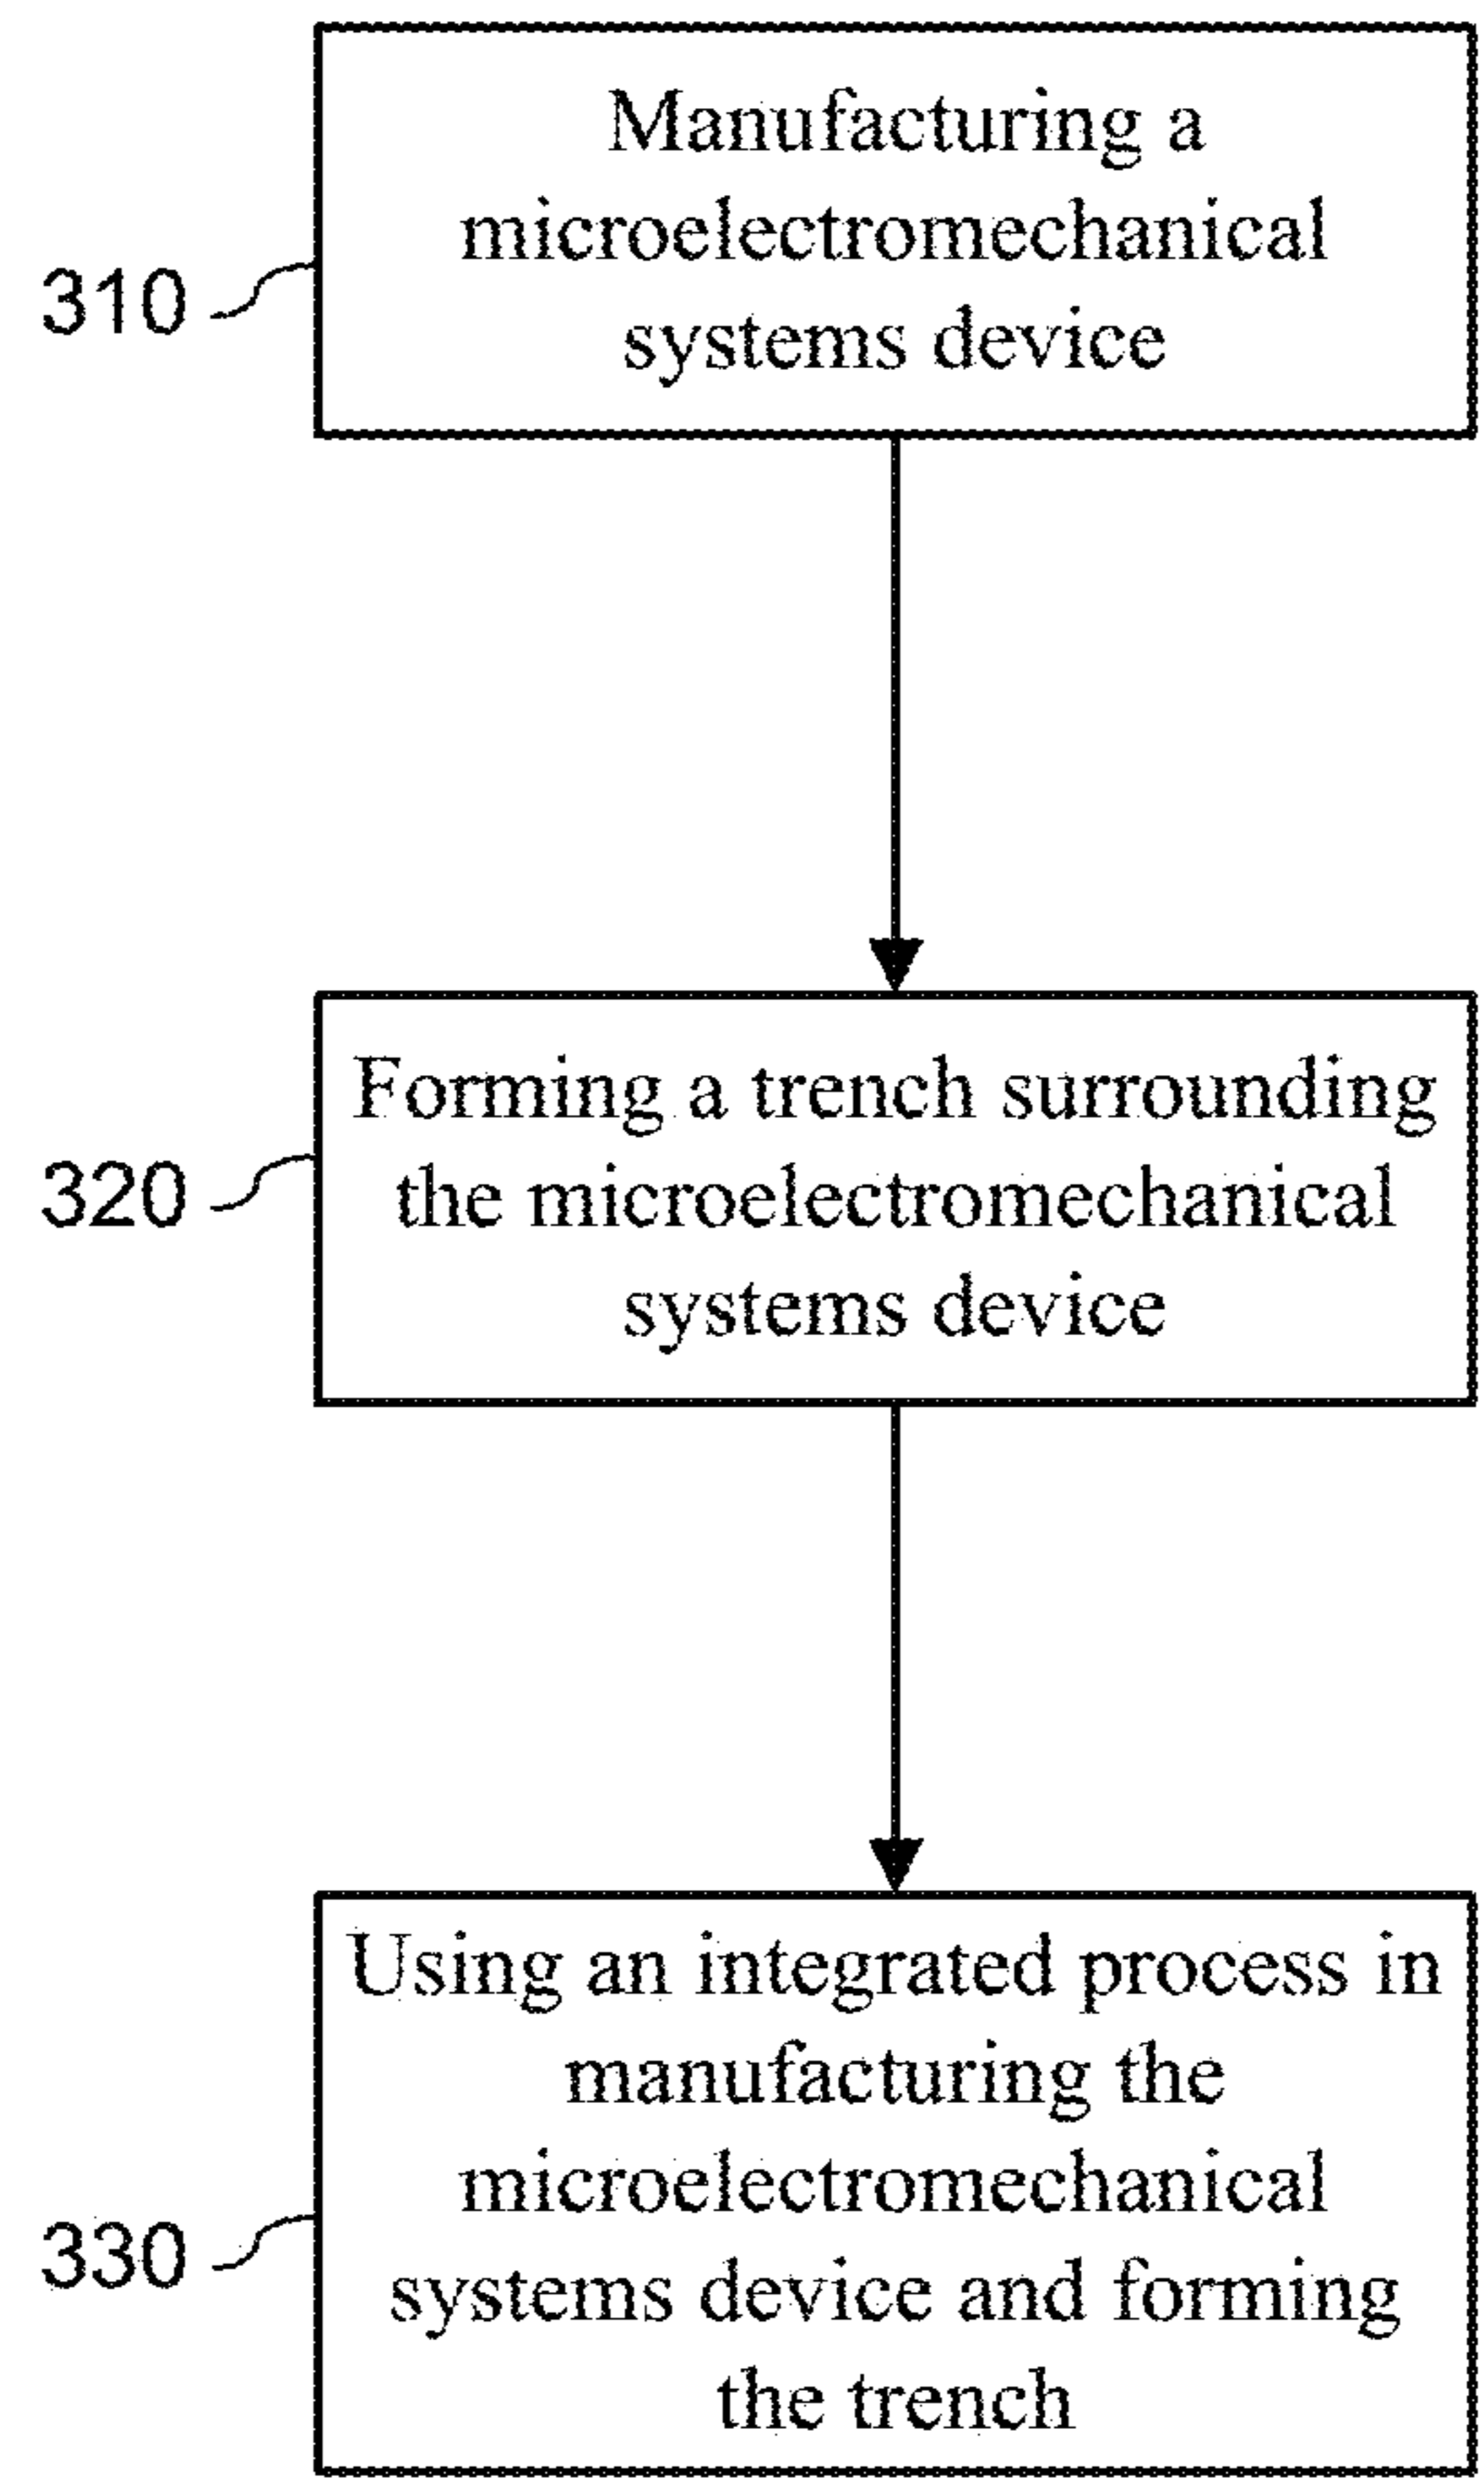 Manufacturing a
microelectromechanical
systems device
310
Forming a trench surrounding
the microelectromechanical
systems device
320
Using an integrated process in
manufacturing the
microelectromechanical
systems device and forming
the trench
330